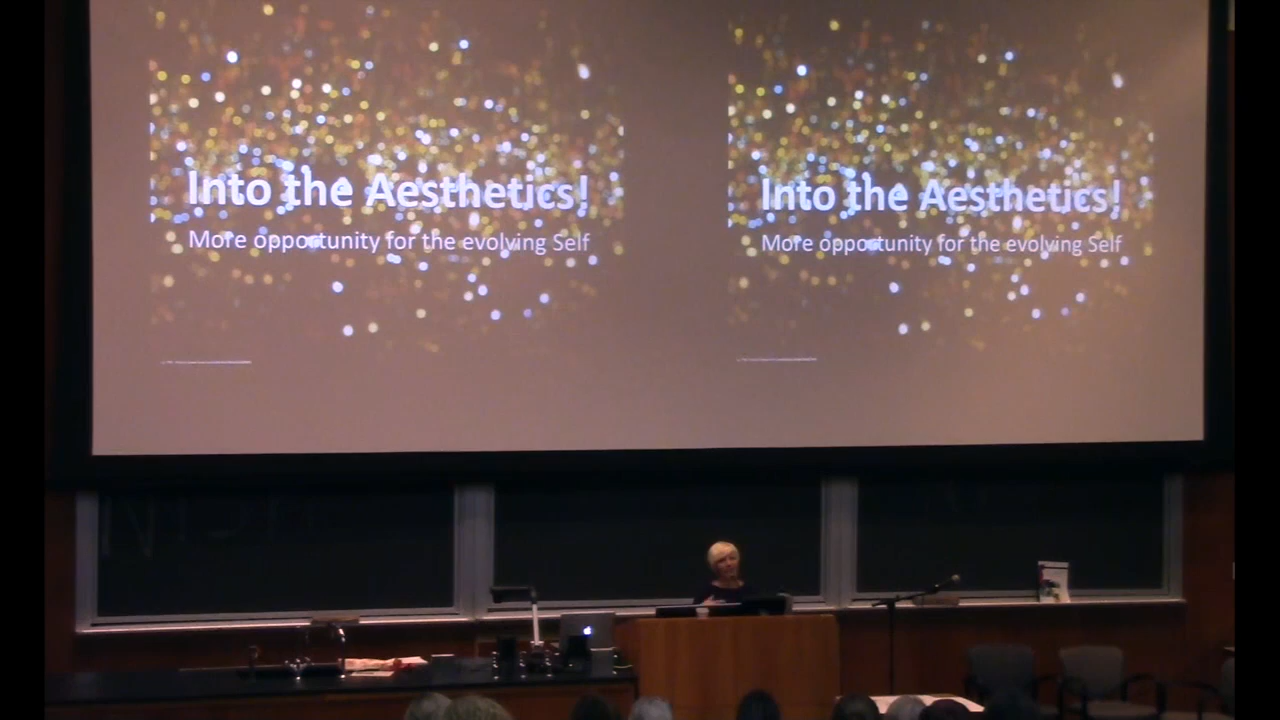 Into the Aesthetics!
More opportunity for the evolving Self
Into the Aesthetics!
More opportunity for the evolving Self